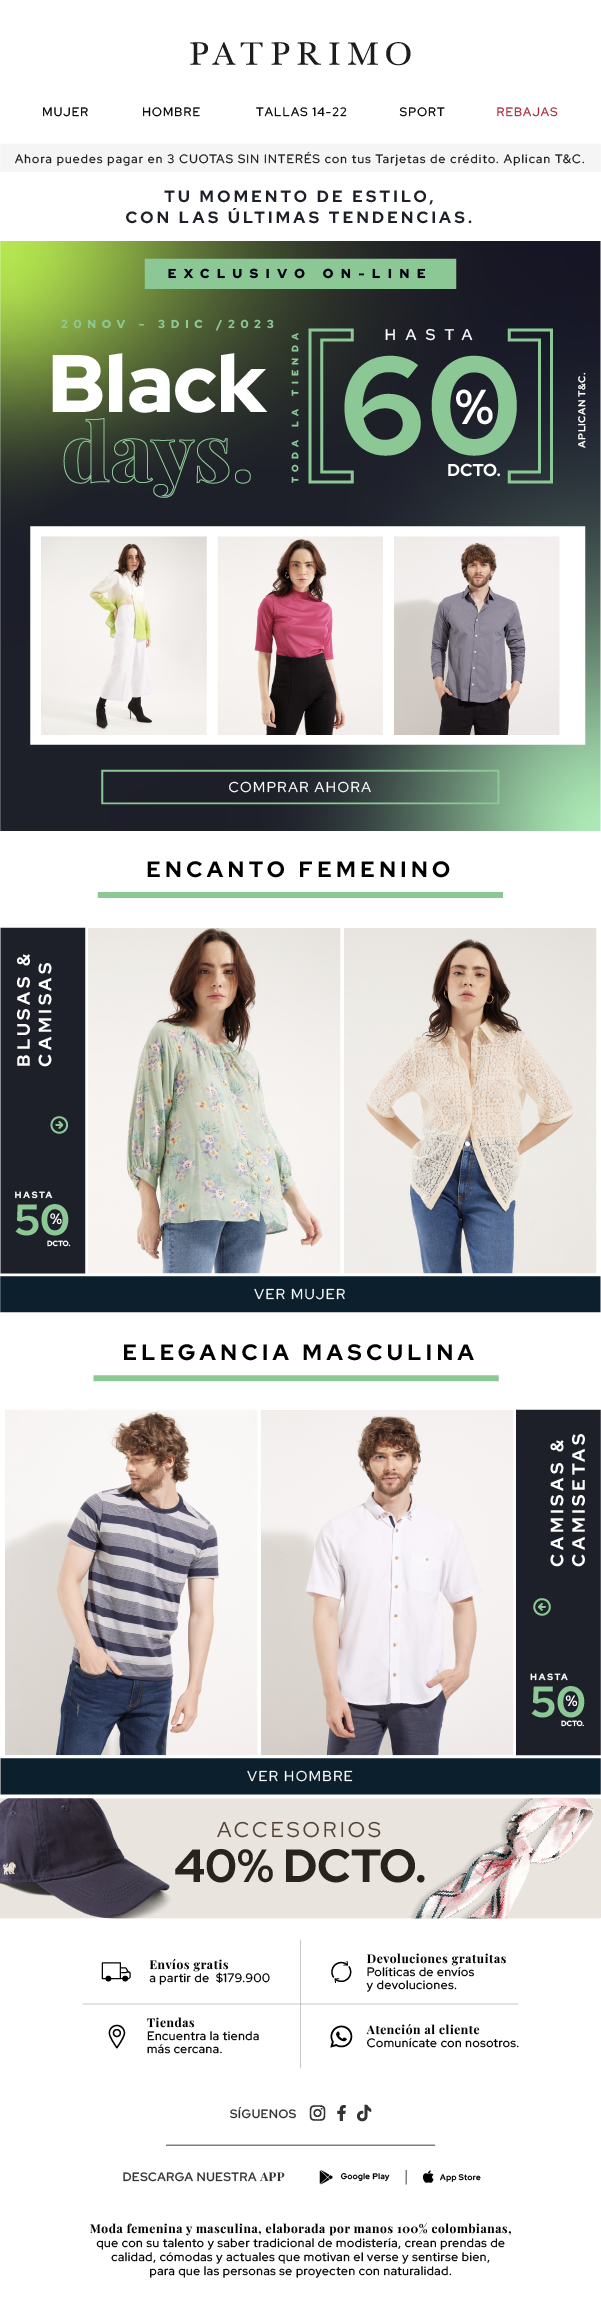 PATPRIMO
MUJER HOMBRE TALLAS 14-22 SPORT REBAJAS
Ahora puedes pagar en 3 CUOTAS SIN INTERÉS con tus Tarjetas de crédito. Aplican T&C.
TU MOMENTO DE ESTILO,
CON LAS ÚLTIMAS TENDENCIAS.
EXCLUSIVO ON-LINE
20NOV - 3DIC /2023
Black
days.
TODA LA TIENDA
HASTA
60%
DCTO.
APLICAN T&C.
COMPRAR AHORA
ENCANTO FEMENINO
BLUSAS &
CAMISAS
HASTA
50%
DCTO.
VER MUJER
ELEGANCIA MASCULINA
CAMISAS &
CAMISETAS
HASTA
50%
DCTO.
VER HOMBRE
ACCESORIOS
40% DCTO.
Envíos gratis
a partir de $179.900
Devoluciones gratuitas
Políticas de envíos
y devoluciones.
Tiendas
Encuentra la tienda
más cercana.
Atención al cliente
Comunícate con nosotros.
SÍGUENOS
DESCARGA NUESTRA APP
Google Play | App Store
Moda femenina y masculina, elaborada por manos 100% colombianas,
que con su talento y saber tradicional de modistería, crean prendas de
calidad, cómodas y actuales que motivan el verse y sentirse bien,
para que las personas se proyecten con naturalidad.